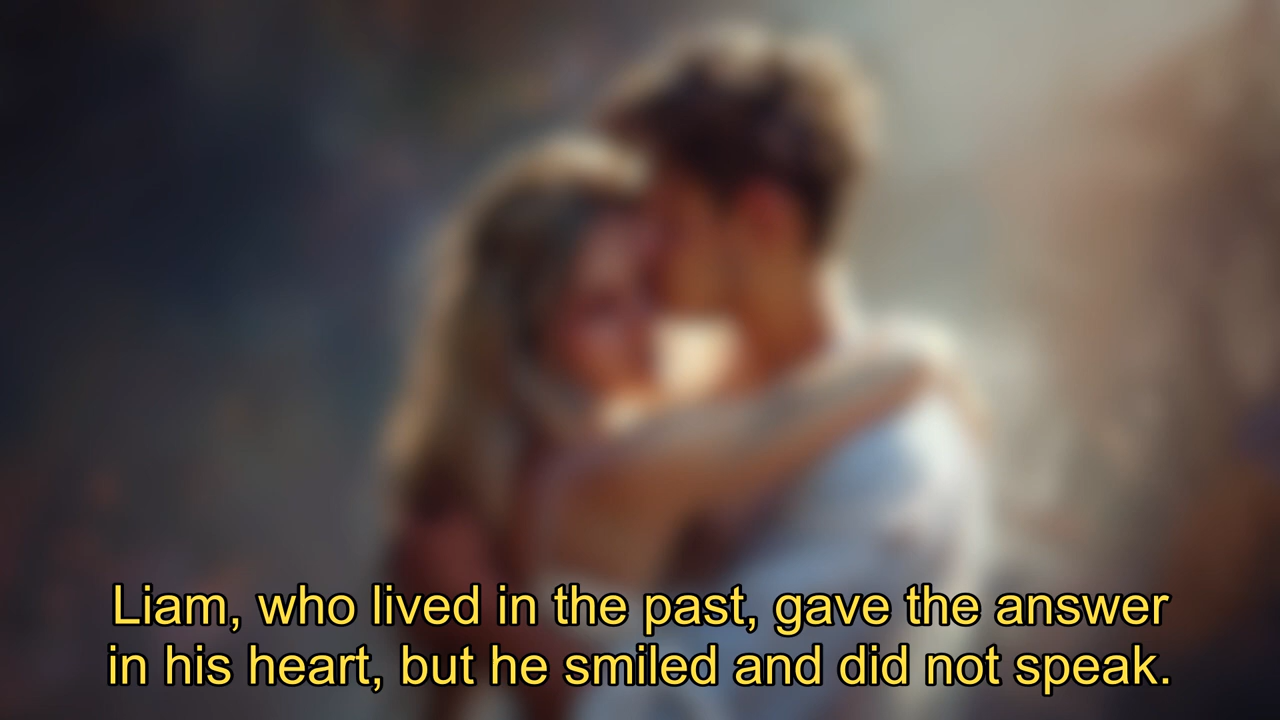 Liam, who lived in the past, gave the answer
in his heart, but he smiled and did not speak.